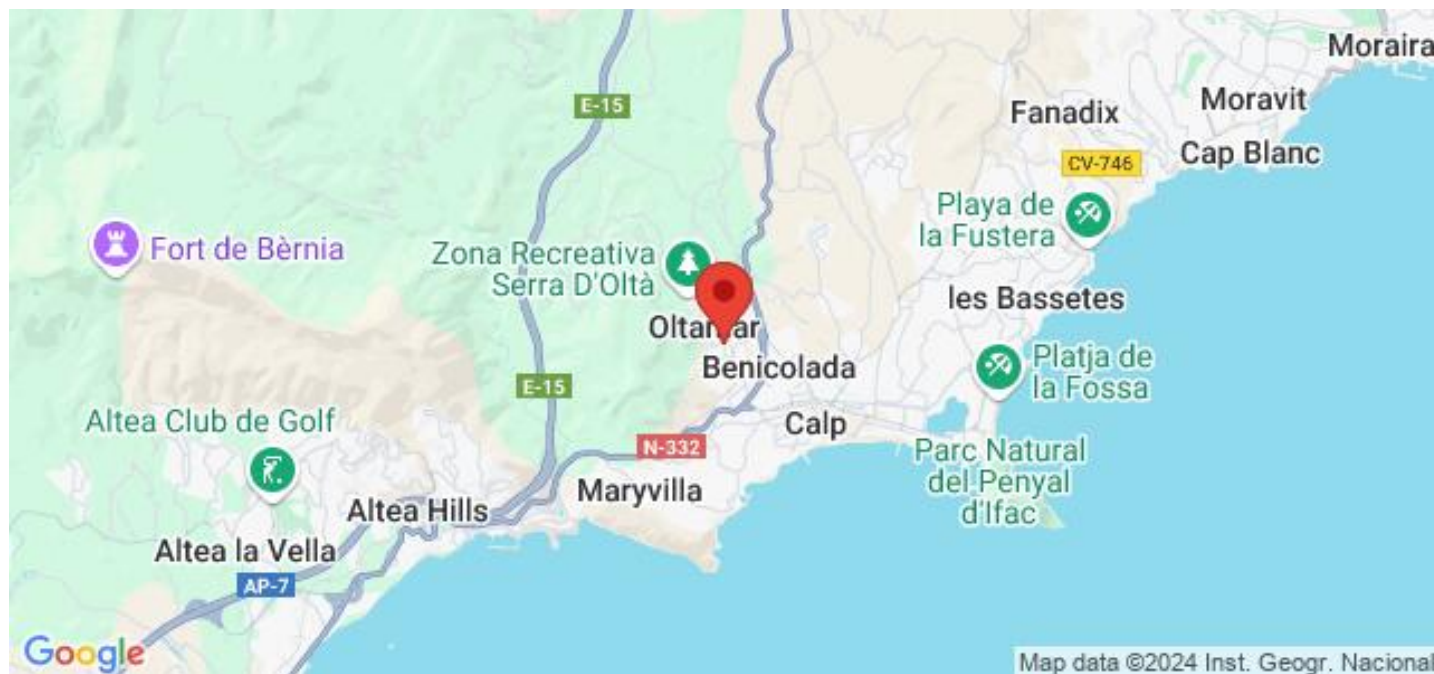 Moraira
E-15
Fanadix
Moravit
CV-746
Cap Blanc
Playa de
la Fustera
Fort de Bèrnia
Zona Recreativa
Serra D'Oltà
les Bassetes
Benicolada
Platja de
la Fossa
E-15
Altea Club de Golf
Calp
N-332
Parc Natural
del Penyal
d'Ifac
Maryvilla
Altea Hills
Altea la Vella
AP-7
Google
Map data ©2024 Inst. Geogr. Nacional